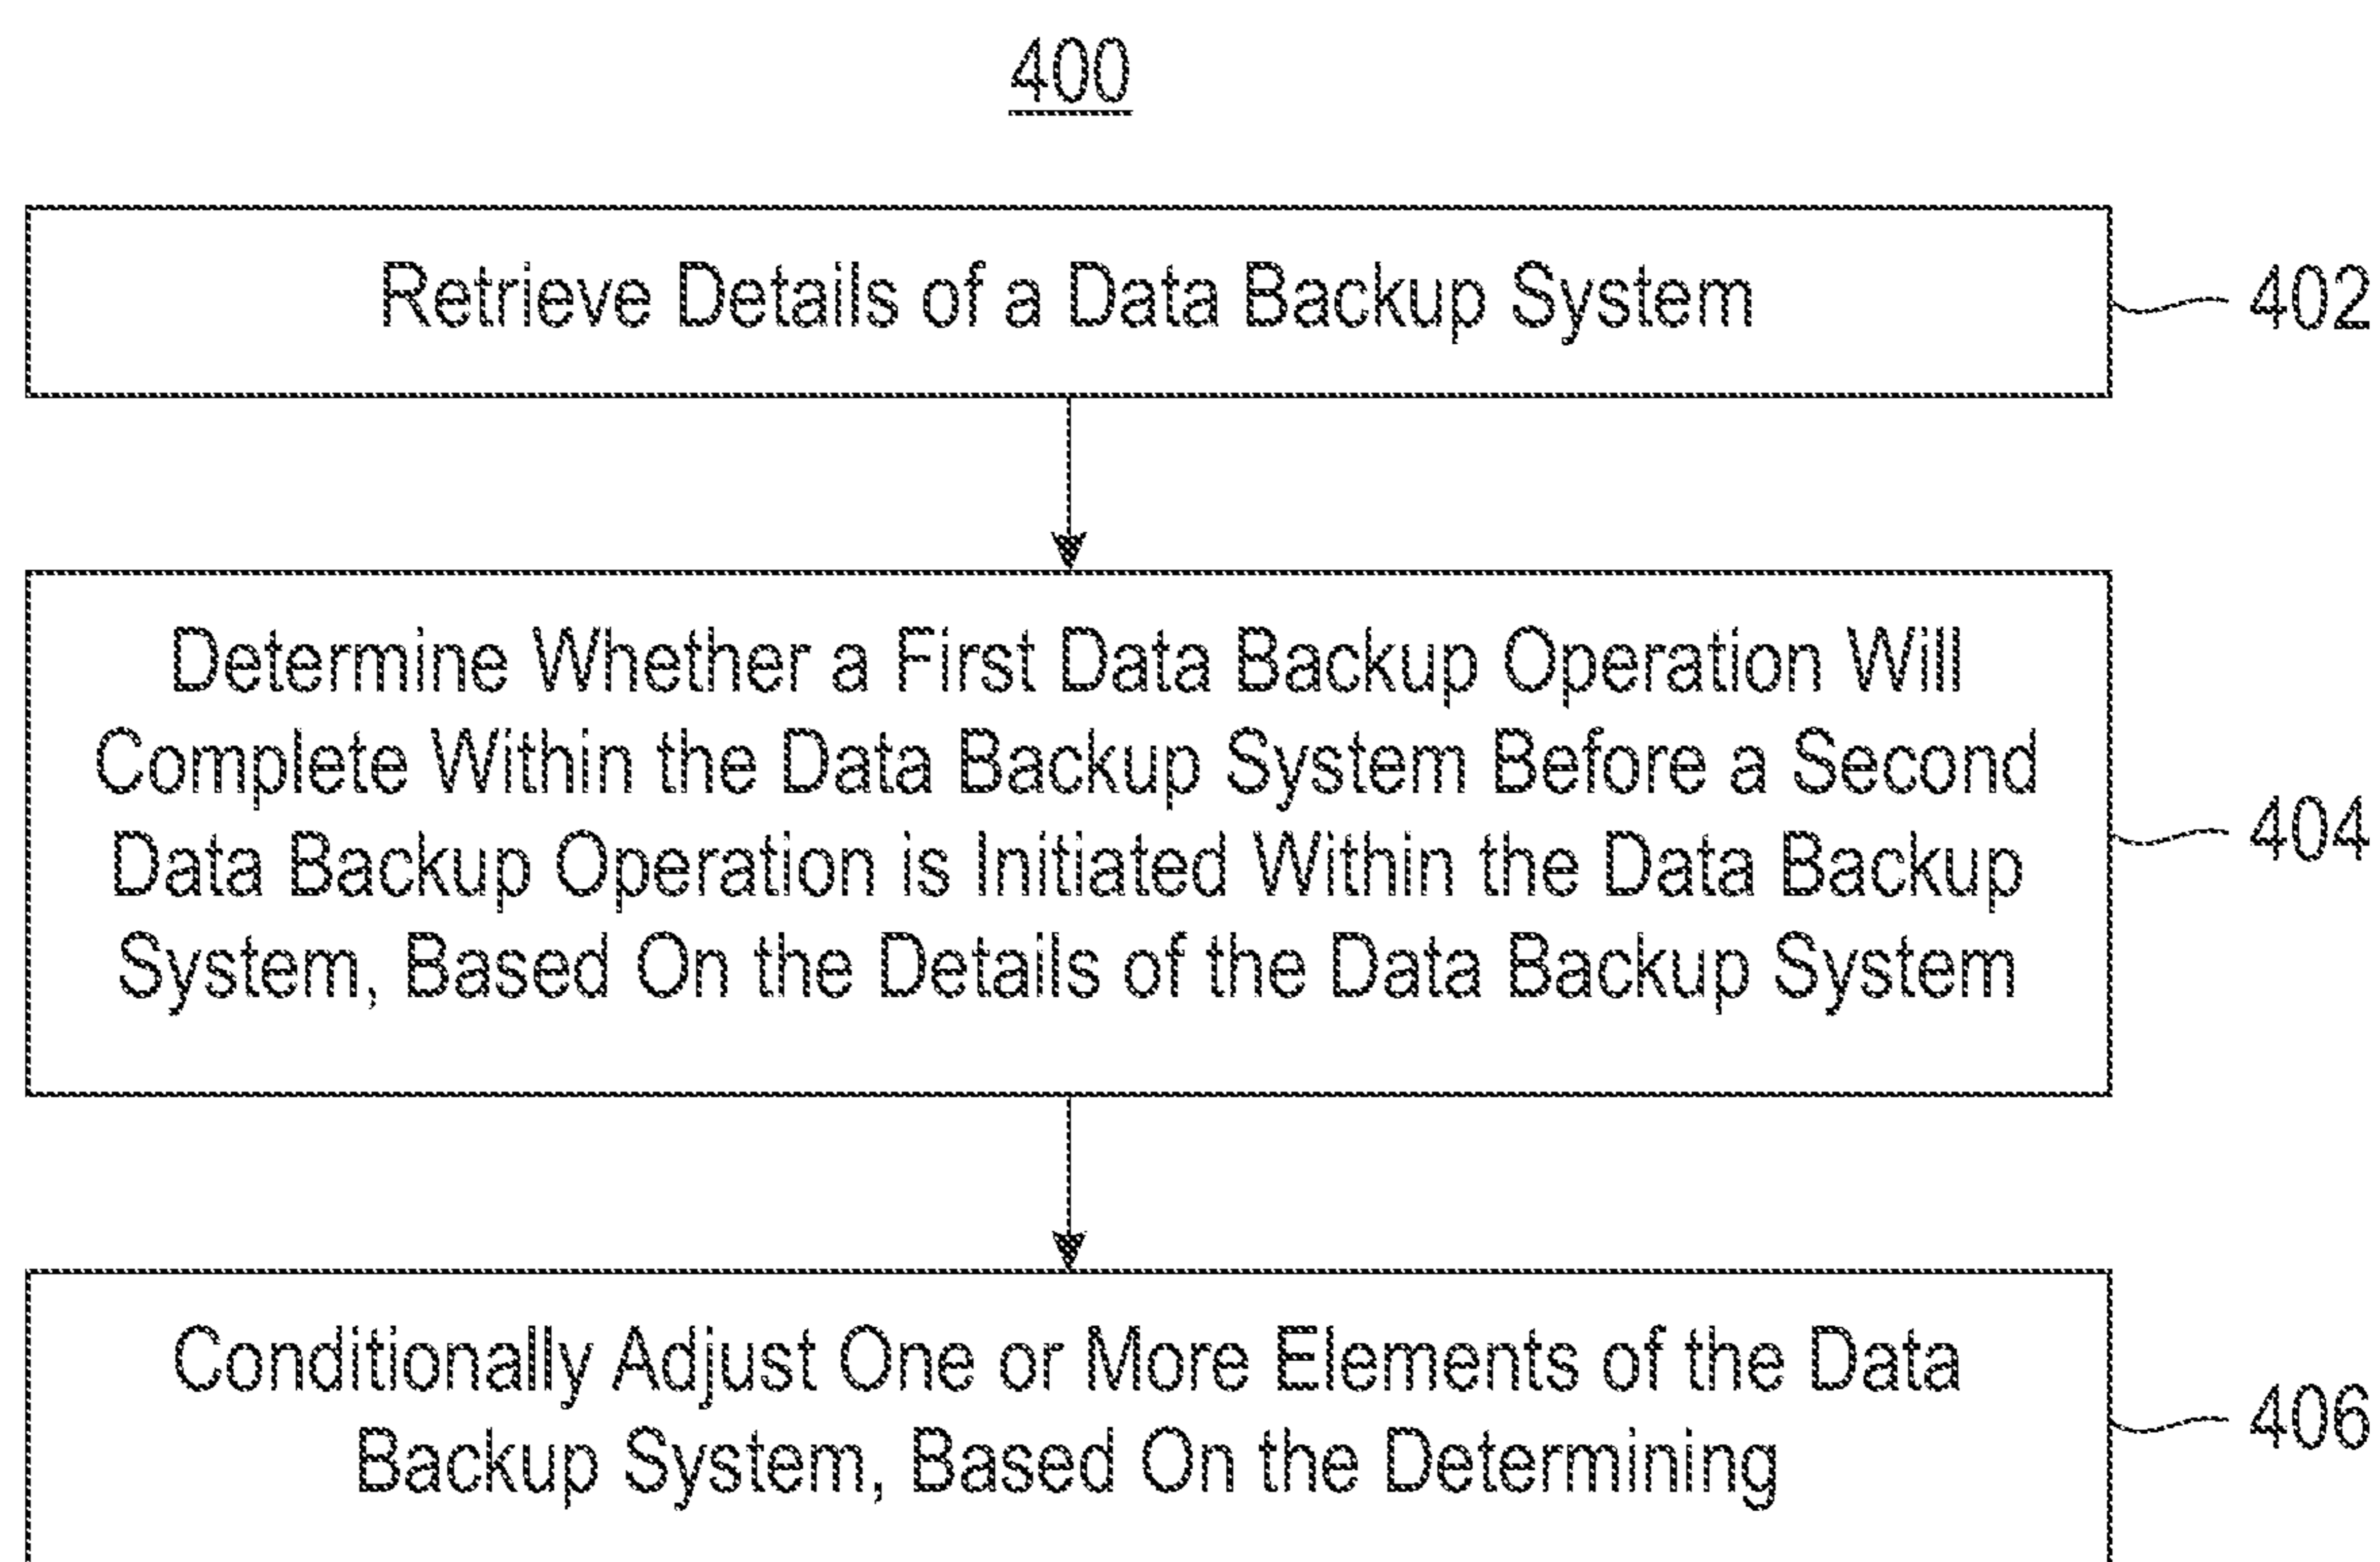 400
Retrieve Details of a Data Backup System
402
Determine Whether a First Data Backup Operation Will
Complete Within the Data Backup System Before a Second
Data Backup Operation is Initiated Within the Data Backup
System, Based On the Details of the Data Backup System
404
Conditionally Adjust One or More Elements of the Data
Backup System, Based On the Determining
406